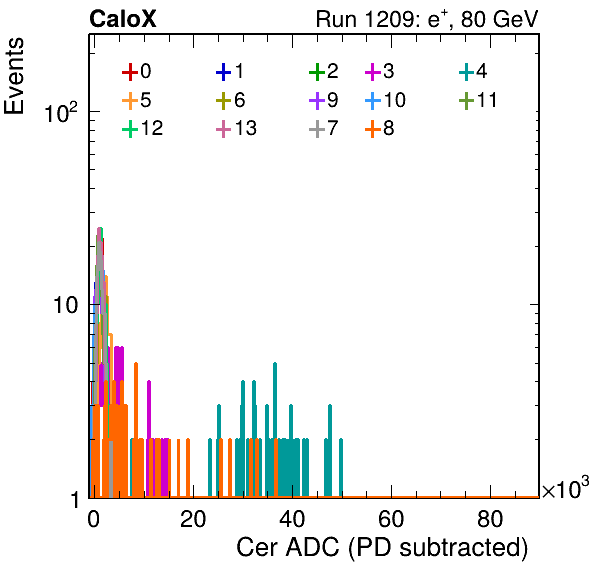 CaloX Run 1209: e⁺, 80 GeV
Events
0 1 2 3 4
5 6 9 10 11
12 13 7 8
10²
10
1
0 20 40 60 80 ×10³
Cer ADC (PD subtracted)